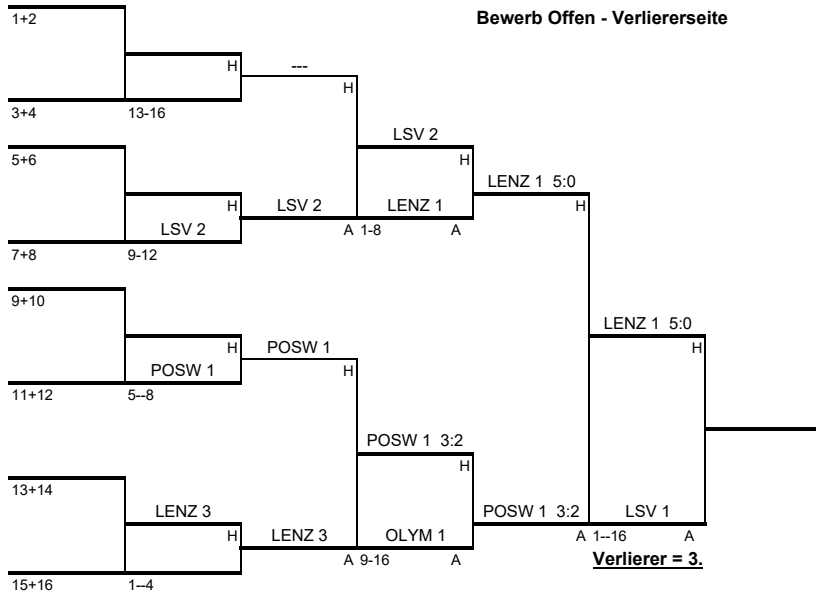 1+2
Bewerb Offen - Verliererseite
H
---
H
3+4
13-16
LSV 2
5+6
H
LENZ 1 5:0
H
LSV 2
H
LSV 2
LENZ 1
7+8
9-12
A 1-8
A
9+10
LENZ 1 5:0
H
POSW 1
H
POSW 1
H
11+12
5--8
POSW 1 3:2
H
13+14
LENZ 3
POSW 1 3:2
LSV 1
H
LENZ 3
OLYM 1
A 1--16
A
A 9-16
A
Verlierer = 3.
15+16
1--4